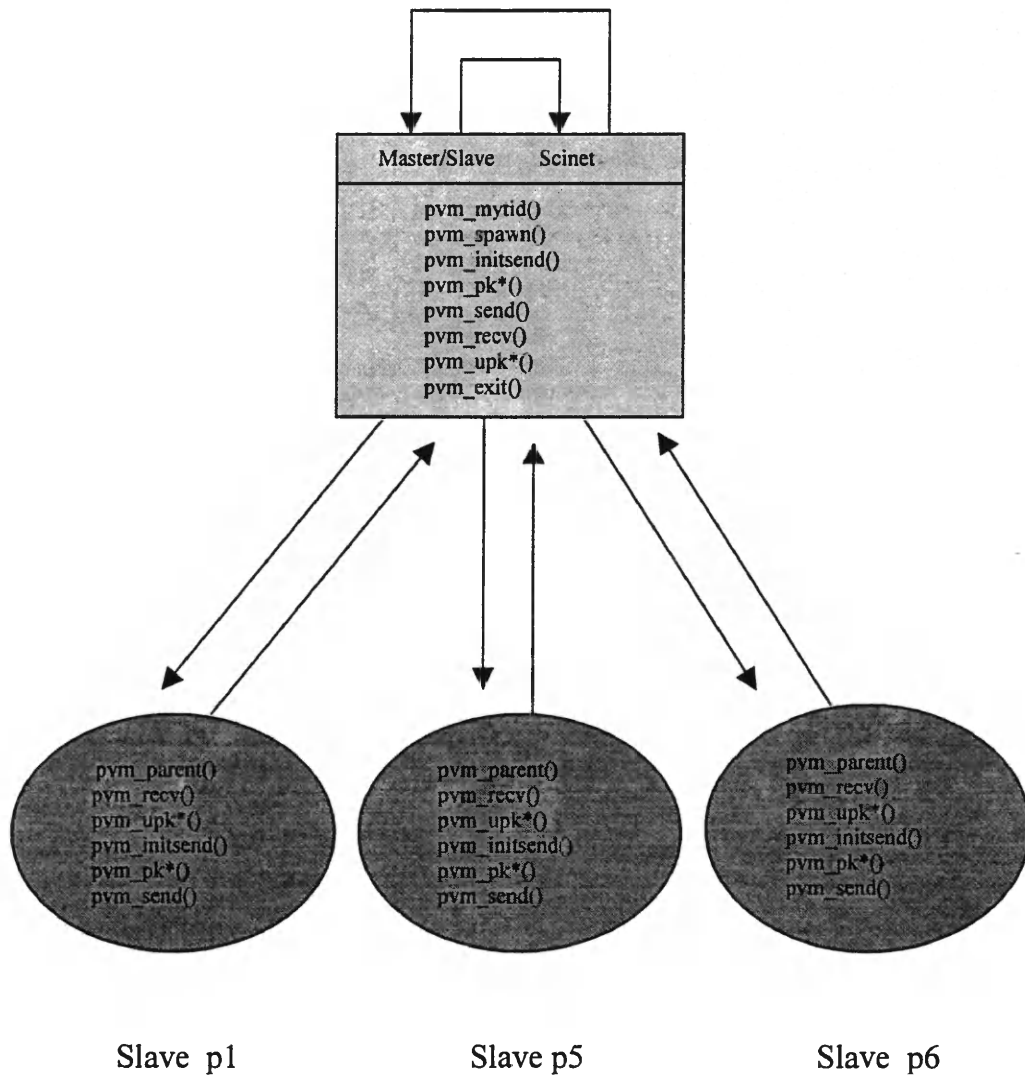 Master/Slave Scinet
pvm_mytid()
pvm_spawn()
pvm_initsend()
pvm_pk*()
pvm_send()
pvm_recv()
pvm_upk*()
pvm_exit()
pvm_parent()
pvm_recv()
pvm_upk*()
pvm_initsend()
pvm_pk*()
pvm_send()
pvm_parent()
pvm_recv()
pvm_upk*()
pvm_initsend()
pvm_pk*()
pvm_send()
pvm_parent()
pvm_recv()
pvm_upk*()
pvm_initsend()
pvm_pk*()
pvm_send()
Slave p1
Slave p5
Slave p6